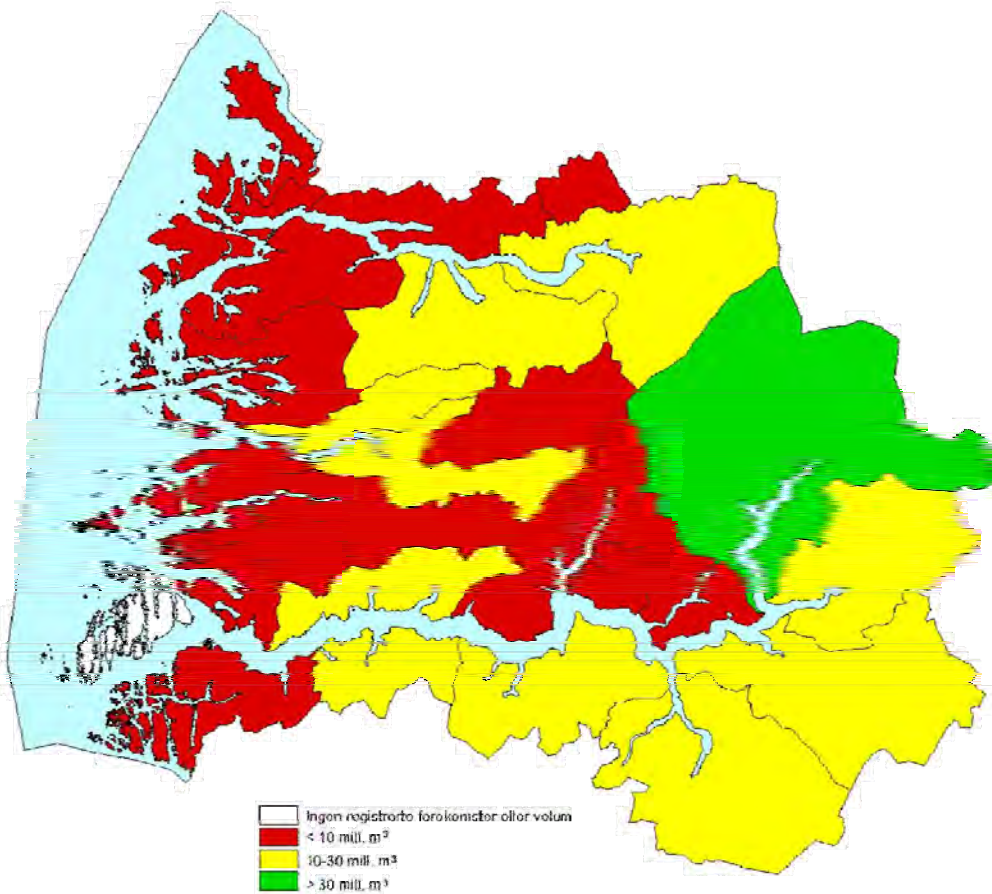 Ingen registrerte forekomster eller volum
< 10 mill. m³
10-30 mill. m³
> 30 mill. m³